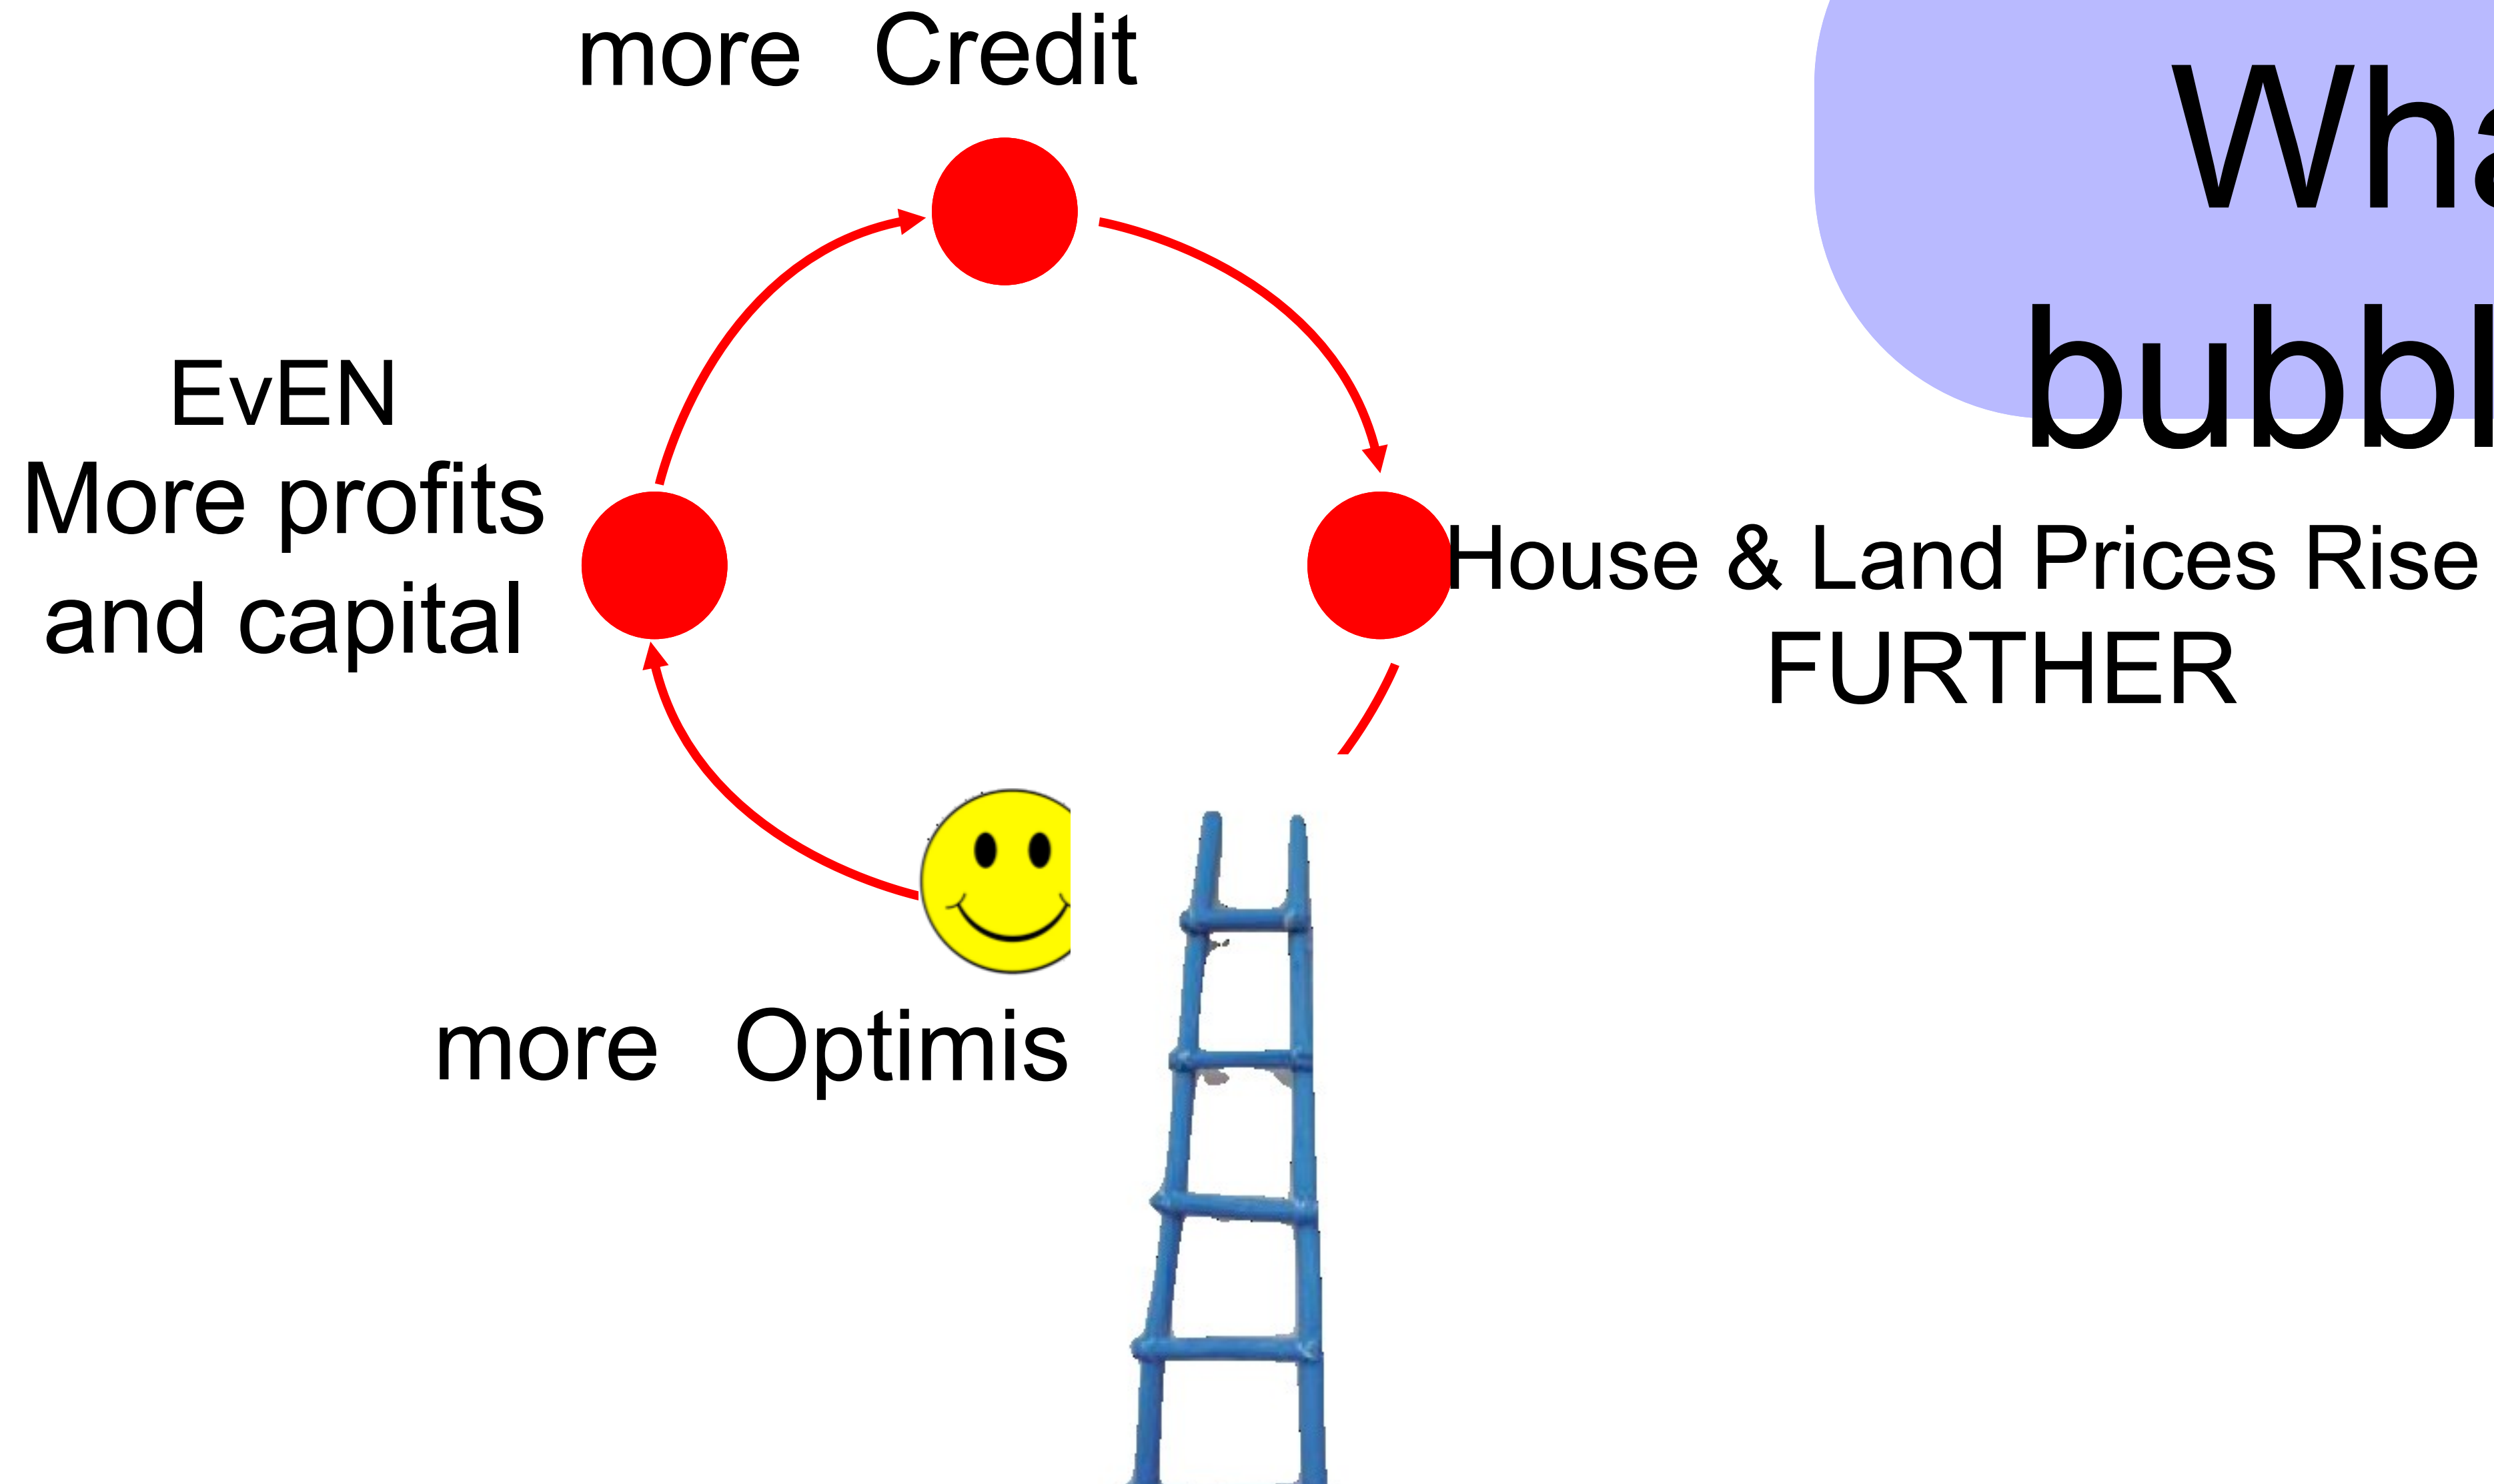 more Credit
Wha
bubbl
EvEN
More profits
and capital
House & Land Prices Rise
FURTHER
more Optimis